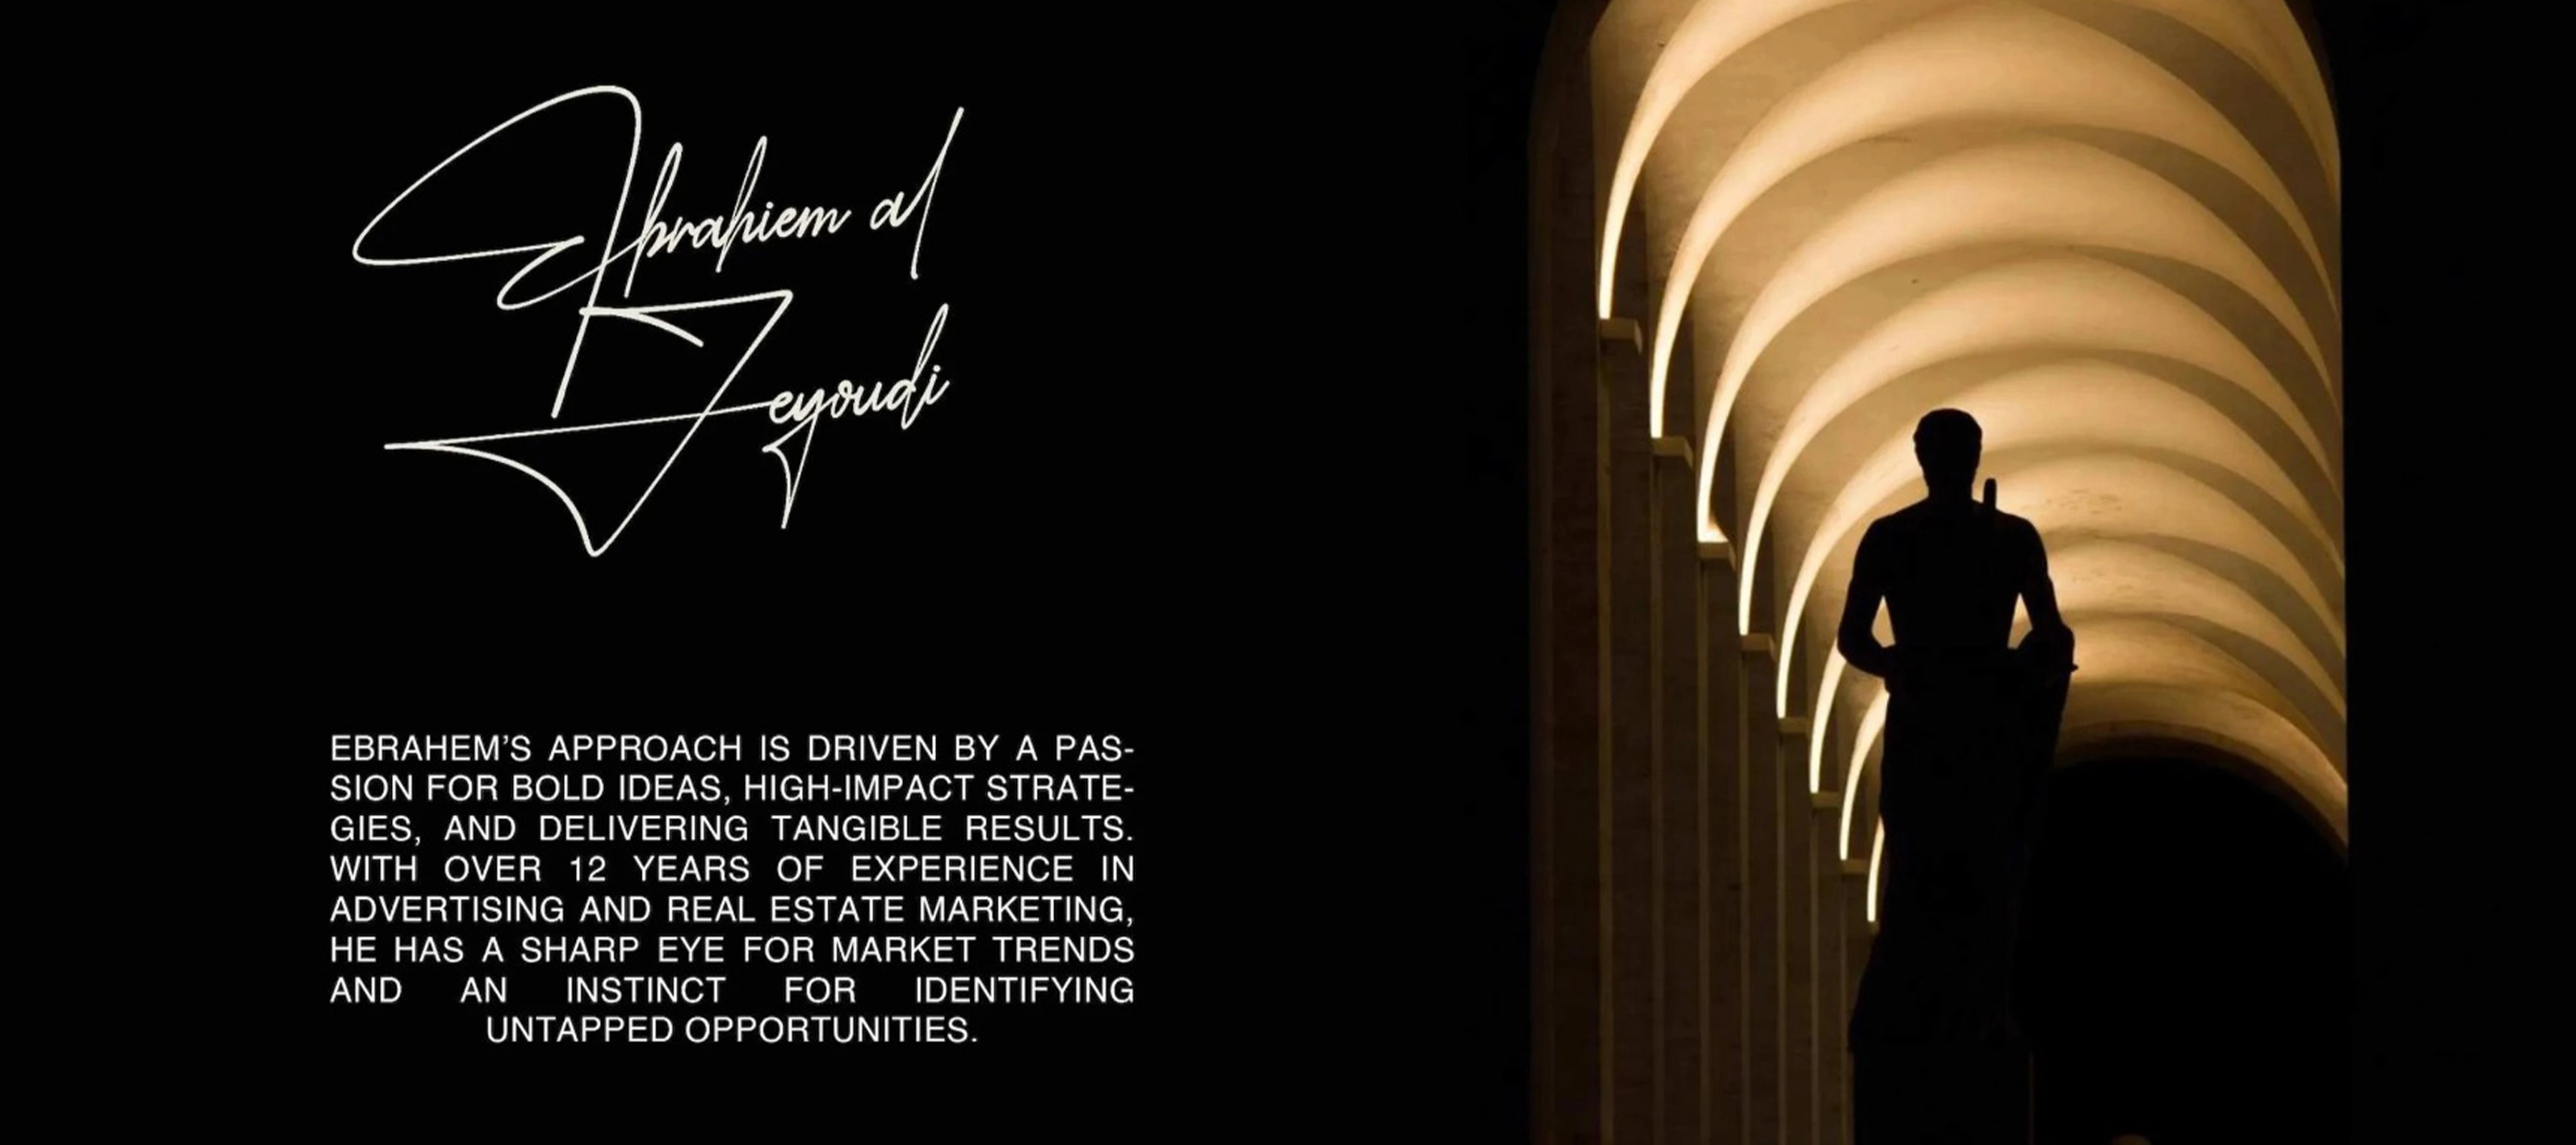 Ebrahiem al
Zeyoudi
EBRAHEM’S APPROACH IS DRIVEN BY A PAS-
SION FOR BOLD IDEAS, HIGH-IMPACT STRATE-
GIES, AND DELIVERING TANGIBLE RESULTS.
WITH OVER 12 YEARS OF EXPERIENCE IN
ADVERTISING AND REAL ESTATE MARKETING,
HE HAS A SHARP EYE FOR MARKET TRENDS
AND AN INSTINCT FOR IDENTIFYING
UNTAPPED OPPORTUNITIES.